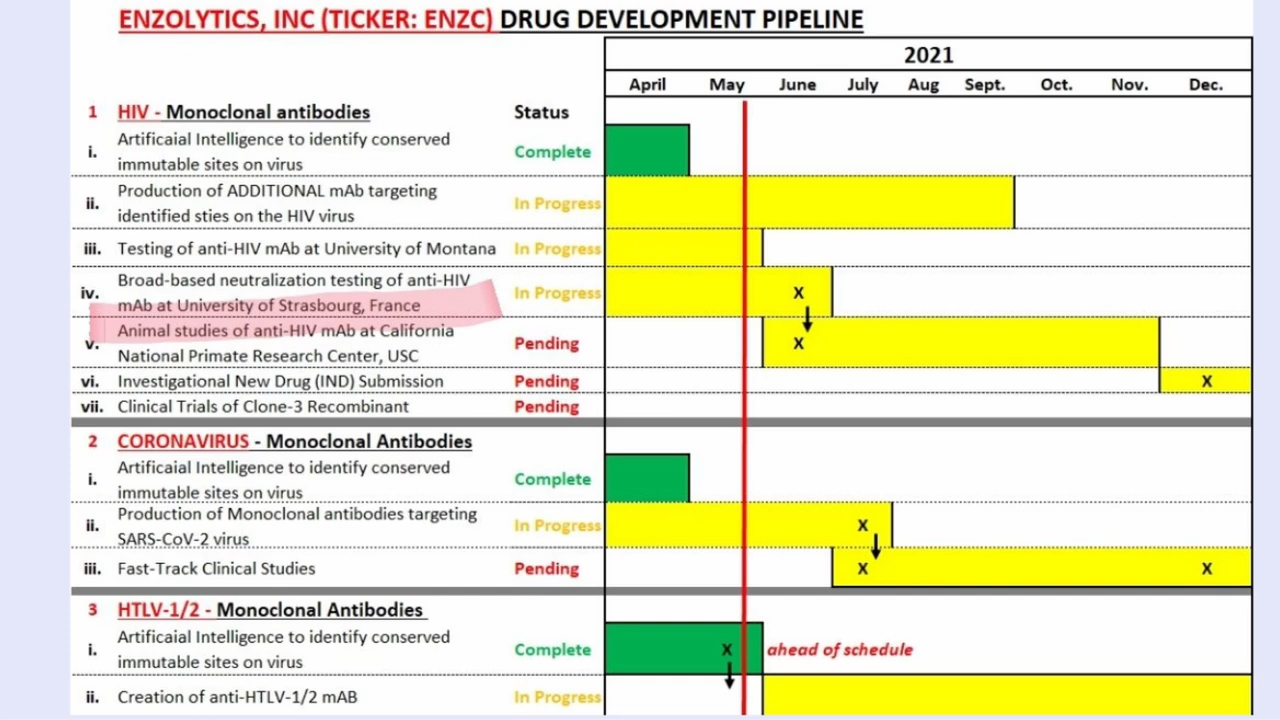 ENZOLYTICS, INC (TICKER: ENZC) DRUG DEVELOPMENT PIPELINE
2021
April May June July Aug Sept. Oct. Nov. Dec.
1 HIV - Monoclonal antibodies Status
i. Artificaial Intelligence to identify conserved
immutable sites on virus
Complete
ii. Production of ADDITIONAL mAb targeting
identified sties on the HIV virus
In Progress
iii. Testing of anti-HIV mAb at University of Montana In Progress
iv. Broad-based neutralization testing of anti-HIV
mAb at University of Strasbourg, France
In Progress X
v. Animal studies of anti-HIV mAb at California
National Primate Research Center, USC
Pending X
vi. Investigational New Drug (IND) Submission Pending X
vii. Clinical Trials of Clone-3 Recombinant Pending
2 CORONAVIRUS - Monoclonal Antibodies
i. Artificaial Intelligence to identify conserved
immutable sites on virus
Complete
ii. Production of Monoclonal antibodies targeting
SARS-CoV-2 virus
In Progress X
iii. Fast-Track Clinical Studies Pending X X
3 HTLV-1/2 - Monoclonal Antibodies
i. Artificaial Intelligence to identify conserved
immutable sites on virus
Complete X ahead of schedule
ii. Creation of anti-HTLV-1/2 mAB In Progress